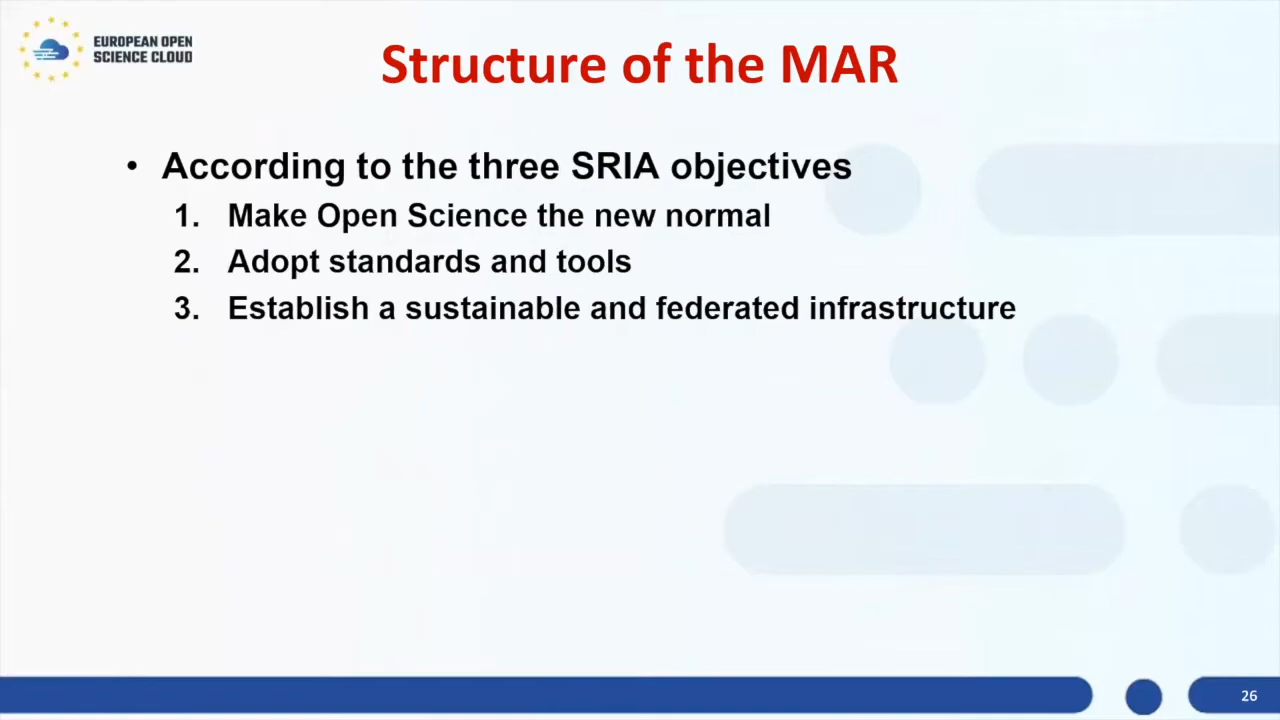 EUROPEAN OPEN
SCIENCE CLOUD
Structure of the MAR
• According to the three SRIA objectives
1. Make Open Science the new normal
2. Adopt standards and tools
3. Establish a sustainable and federated infrastructure
26